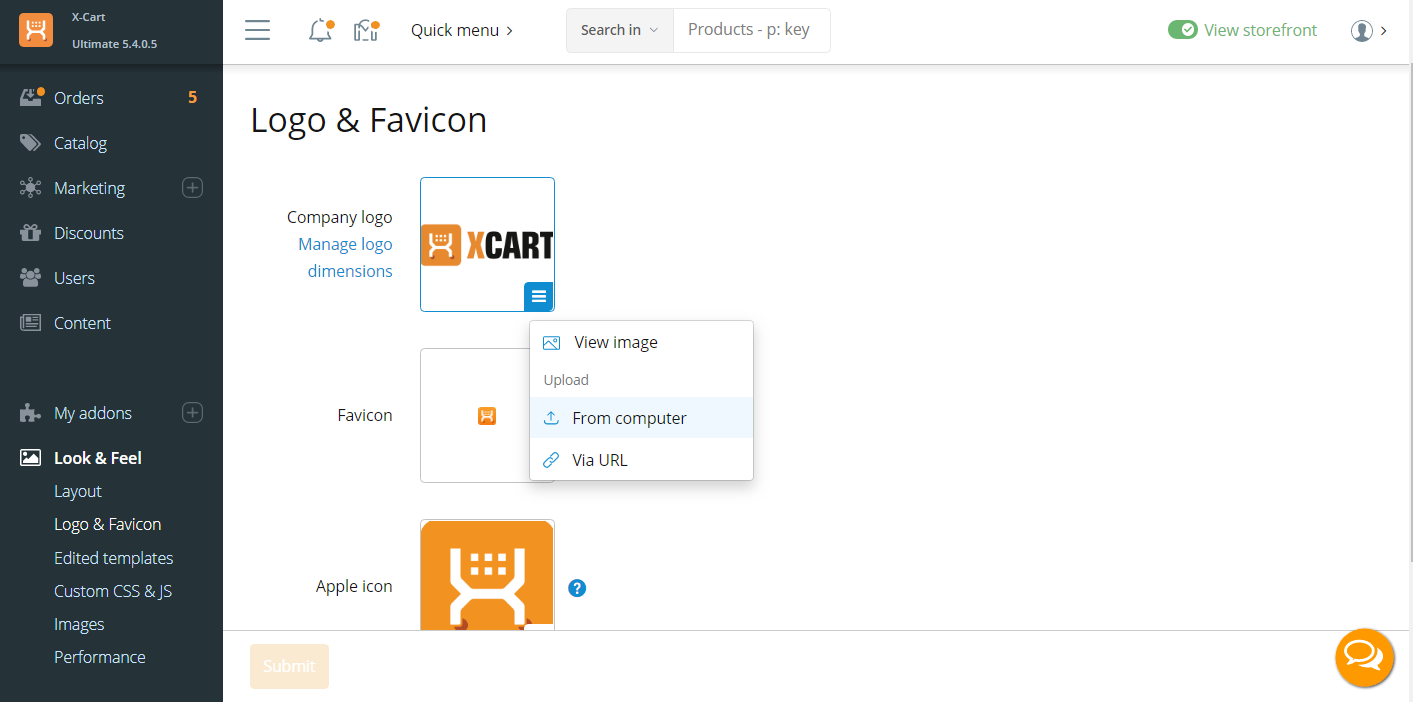 X-Cart
Ultimate 5.4.0.5
Quick menu
Search in
Products - p: key
View storefront
Orders 5
Catalog
Marketing
Discounts
Users
Content
My addons
Look & Feel
Layout
Logo & Favicon
Edited templates
Custom CSS & JS
Images
Performance
Logo & Favicon
Company logo
Manage logo
dimensions
XCART
View image
Upload
From computer
Via URL
Favicon
Apple icon
?
Submit